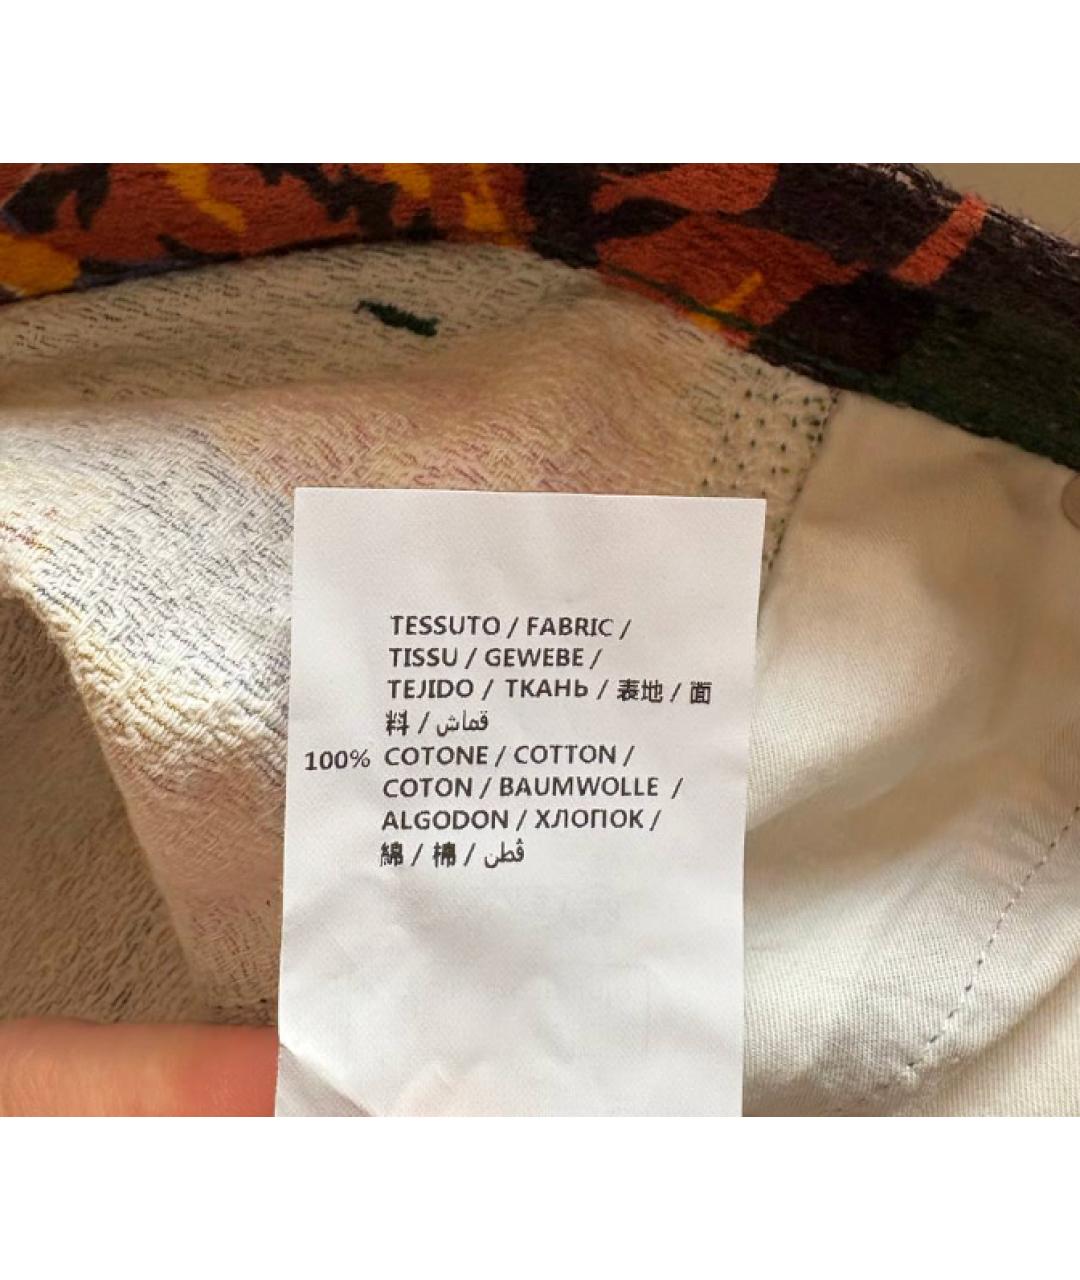 TESSUTO / FABRIC /
TISSU / GEWEBE /
TEJIDO / ТКАНЬ / 表地 / 面
料 / قماش
100% COTONE / COTTON /
COTON / BAUMWOLLE /
ALGODON / ХЛОПОК /
綿 / 棉 / قطن